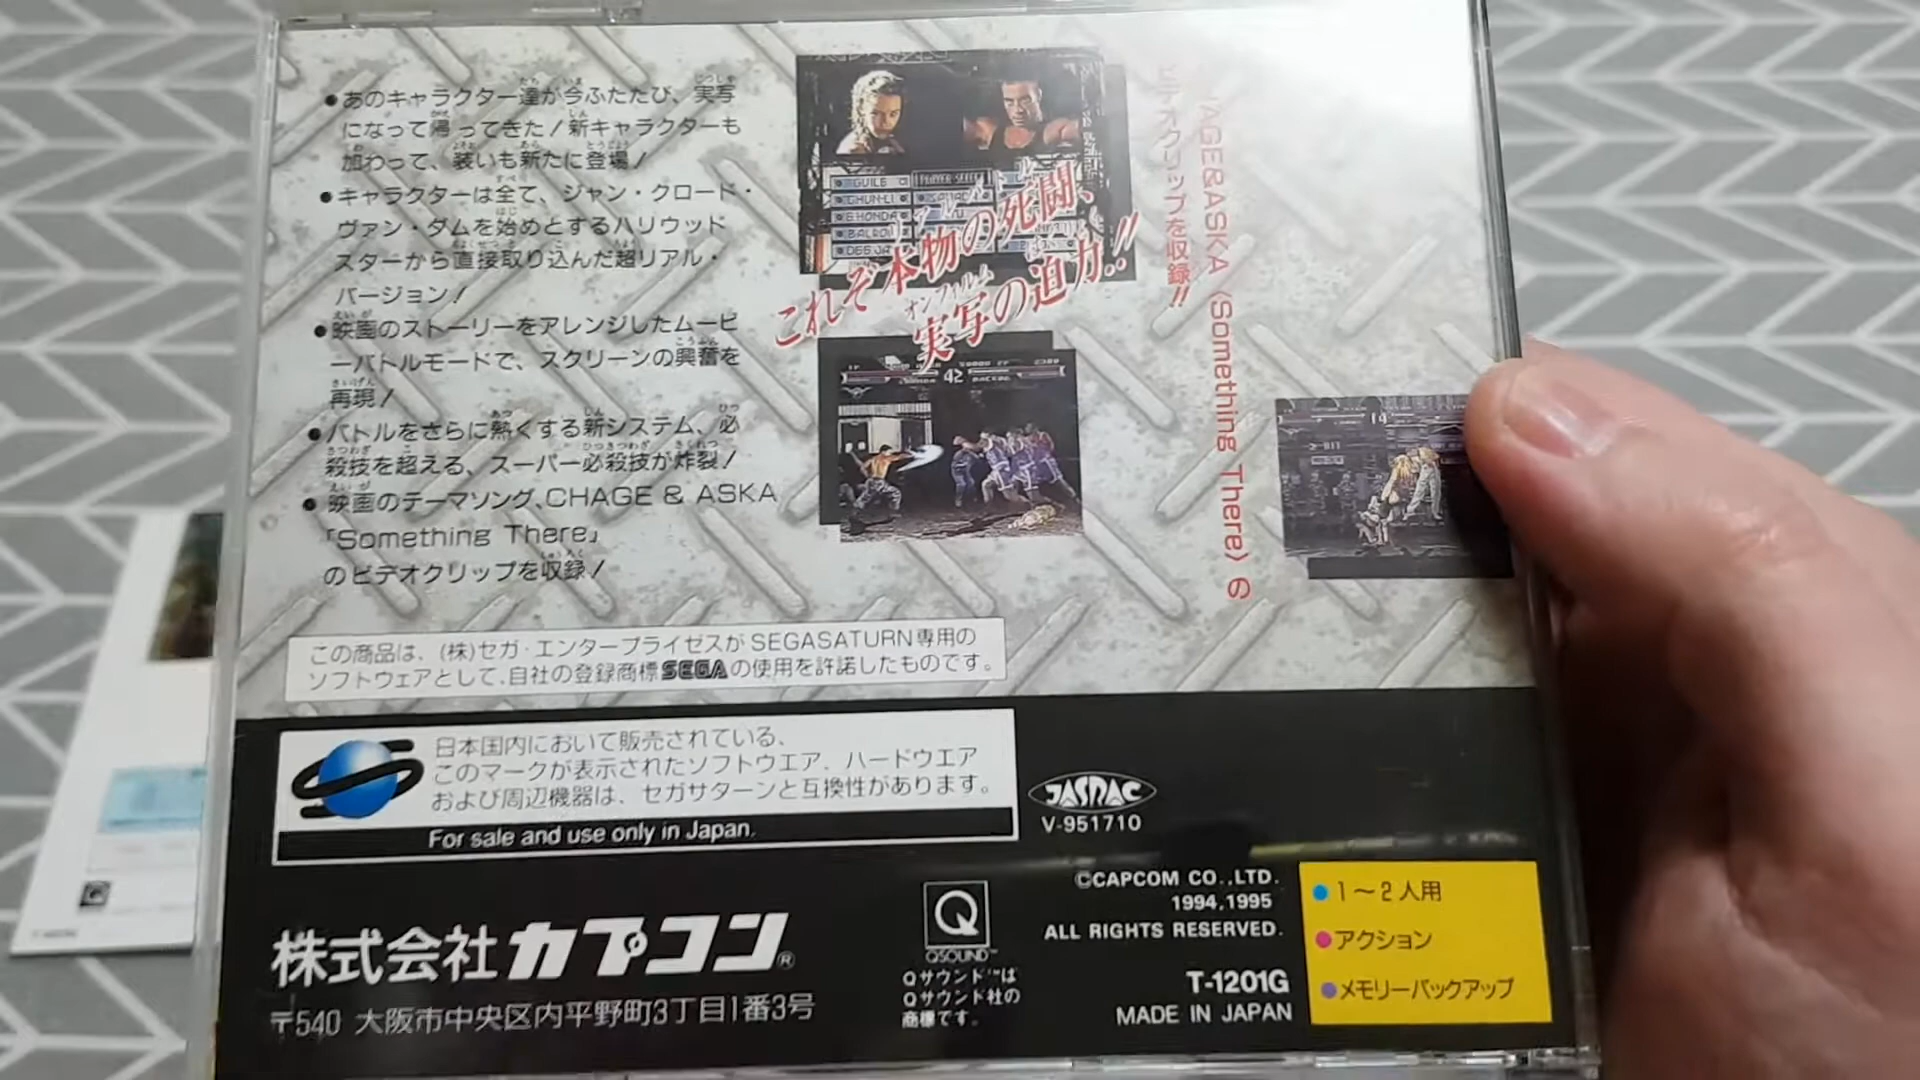 ●あのキャラクター達が今ふたたび、実写
になって帰ってきた!新キャラクターも
加わって、装いも新たに登場!
●キャラクターは全て、ジャン・クロード・
ヴァン・ダムを始めとするハリウッド
スターから直接取り込んだ超リアル・
バージョン!
●映画のストーリーをアレンジしたムービ
ーバトルモードで、スクリーンの興奮を
再現!
●バトルをさらに熱くする新システム、必
殺技を超える、スーパー必殺技が炸裂!
●映画のテーマソング、CHAGE & ASKA
「Something There」
のビデオクリップを収録!
GUILE
PLAYER SELECT
CHUN-LI
E.HONDA
これぞ本物の死闘、
実写の迫力!!
42
&ASKA〈Something There〉の
ビデオクリップを収録!!
14
この商品は、(株)セガ・エンタープライゼスがSEGASATURN専用の
ソフトウェアとして、自社の登録商標SEGAの使用を許諾したものです。
日本国内において販売されている、
このマークが表示されたソフトウエア、ハードウエア
および周辺機器は、セガサターンと互換性があります。
For sale and use only in Japan.
JASRAC
V-951710
株式会社カプコン®
〒540 大阪市中央区内平野町3丁目1番3号
Q
QSOUND™
Qサウンド™は
Qサウンド社の
商標です。
©CAPCOM CO.,LTD.
1994,1995
ALL RIGHTS RESERVED.
T-1201G
MADE IN JAPAN
●1〜2人用
●アクション
●メモリーバックアップ